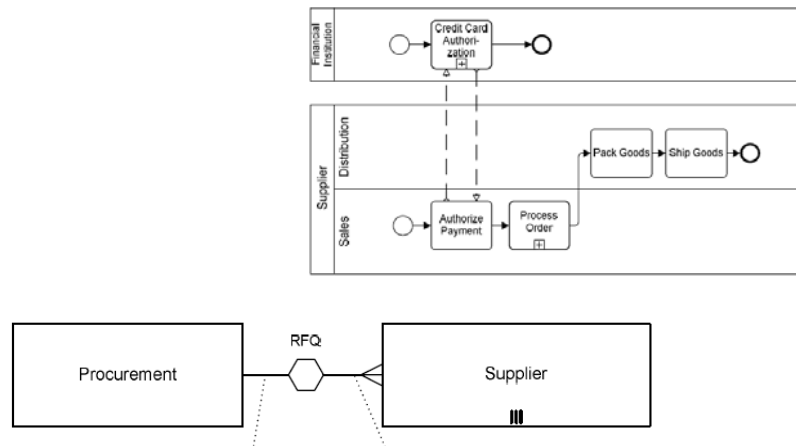 Financial
Institution
Credit Card
Authori-
zation
Supplier
Distribution
Pack Goods
Ship Goods
Sales
Authorize
Payment
Process
Order
RFQ
Procurement
Supplier